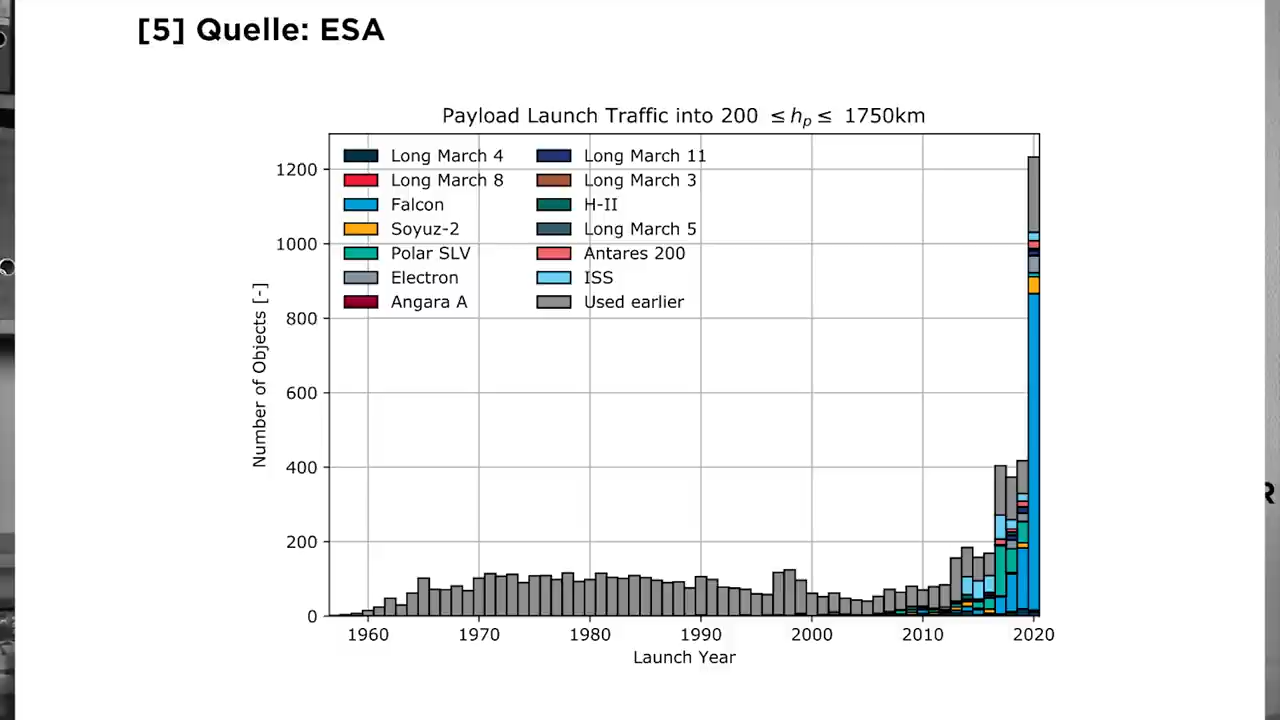 [5] Quelle: ESA
Payload Launch Traffic into 200 ≤ hp ≤ 1750km
Long March 4
Long March 8
Falcon
Soyuz-2
Polar SLV
Electron
Angara A
Long March 11
Long March 3
H-II
Long March 5
Antares 200
ISS
Used earlier
Number of Objects [-]
1200
1000
800
600
400
200
0
1960 1970 1980 1990 2000 2010 2020
Launch Year
R